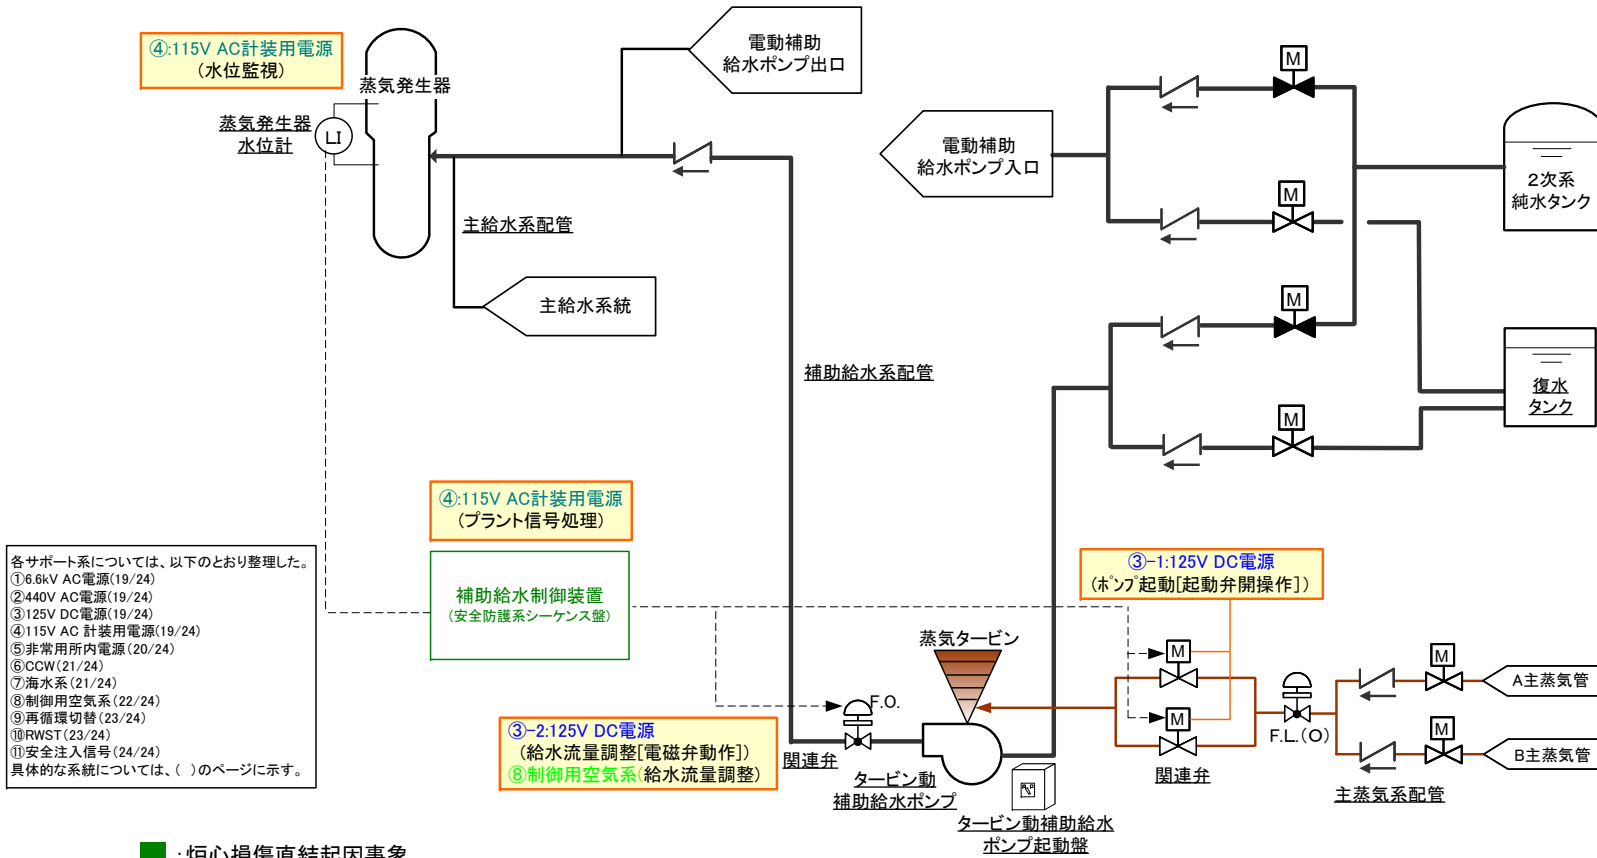 ④:115V AC計装用電源
(水位監視)
蒸気発生器
蒸気発生器
水位計
LI
電動補助
給水ポンプ出口
主給水系配管
主給水系統
電動補助
給水ポンプ入口
M
M
M
M
2次系
純水タンク
復水
タンク
補助給水系配管
④:115V AC計装用電源
(プラント信号処理)
補助給水制御装置
(安全防護系シーケンス盤)
各サポート系については、以下のとおり整理した。
①6.6kV AC電源(19/24)
②440V AC電源(19/24)
③125V DC電源(19/24)
④115V AC 計装用電源(19/24)
⑤非常用所内電源(20/24)
⑥CCW(21/24)
⑦海水系(21/24)
⑧制御用空気系(22/24)
⑨再循環切替(23/24)
⑩RWST(23/24)
⑪安全注入信号(24/24)
具体的な系統については、( )のページに示す。
③-1:125V DC電源
(ポンプ起動[起動弁開操作])
蒸気タービン
M
M
F.O.
③-2:125V DC電源
(給水流量調整[電磁弁動作])
⑧制御用空気系(給水流量調整)
関連弁
タービン動
補助給水ポンプ
タービン動補助給水
ポンプ起動盤
関連弁
F.L.(O)
M
M
A主蒸気管
B主蒸気管
主蒸気系配管
:炉心損傷直結起因事象